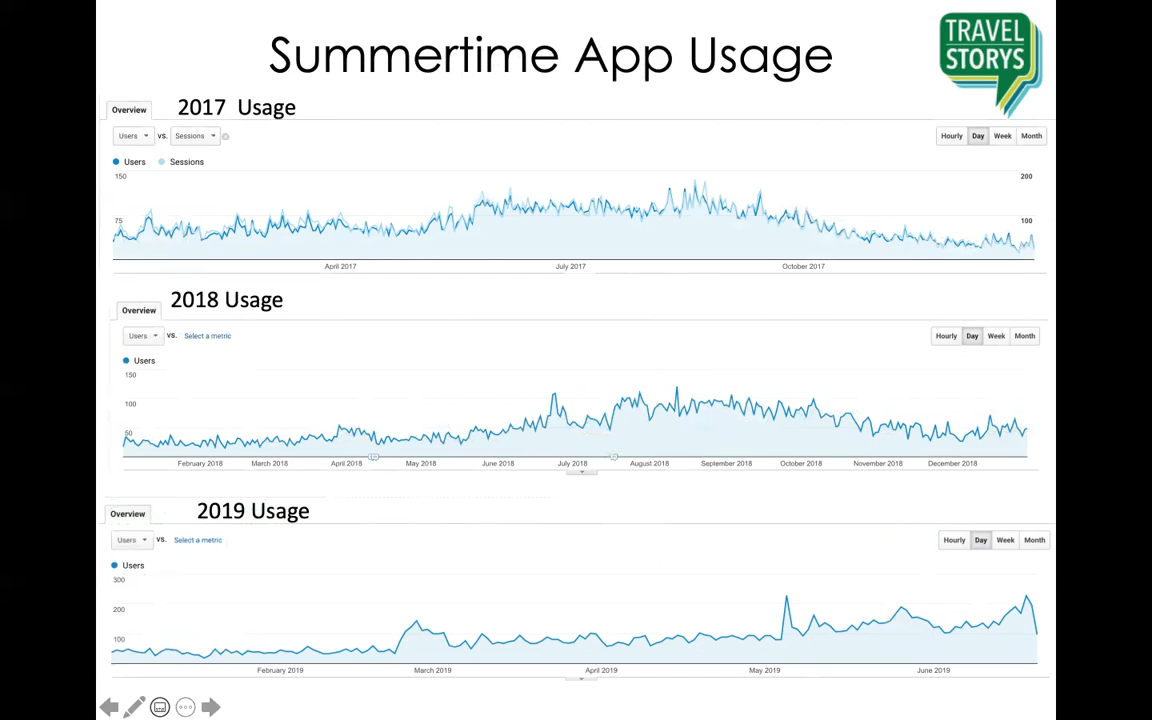 Summertime App Usage
TRAVEL
STORYS
Overview
2017 Usage
Users vs. Sessions
Hourly Day Week Month
Users Sessions
150 200
75 100
April 2017 July 2017 October 2017
2018 Usage
Overview
Users vs. Select a metric
Hourly Day Week Month
Users
150
100
50
February 2018 March 2018 April 2018 May 2018 June 2018 July 2018 August 2018 September 2018 October 2018 November 2018 December 2018
2019 Usage
Overview
Users vs. Select a metric
Hourly Day Week Month
Users
300
200
100
February 2019 March 2019 April 2019 May 2019 June 2019